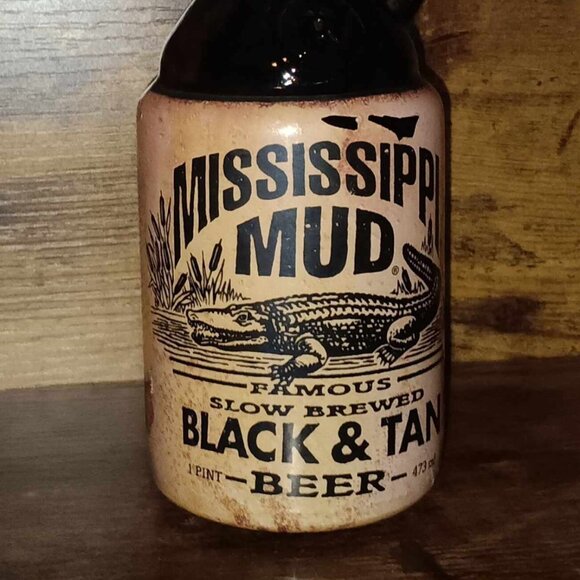 MISSISSIPPI
MUD®
FAMOUS
SLOW BREWED
BLACK & TAN
1 PINT BEER 473